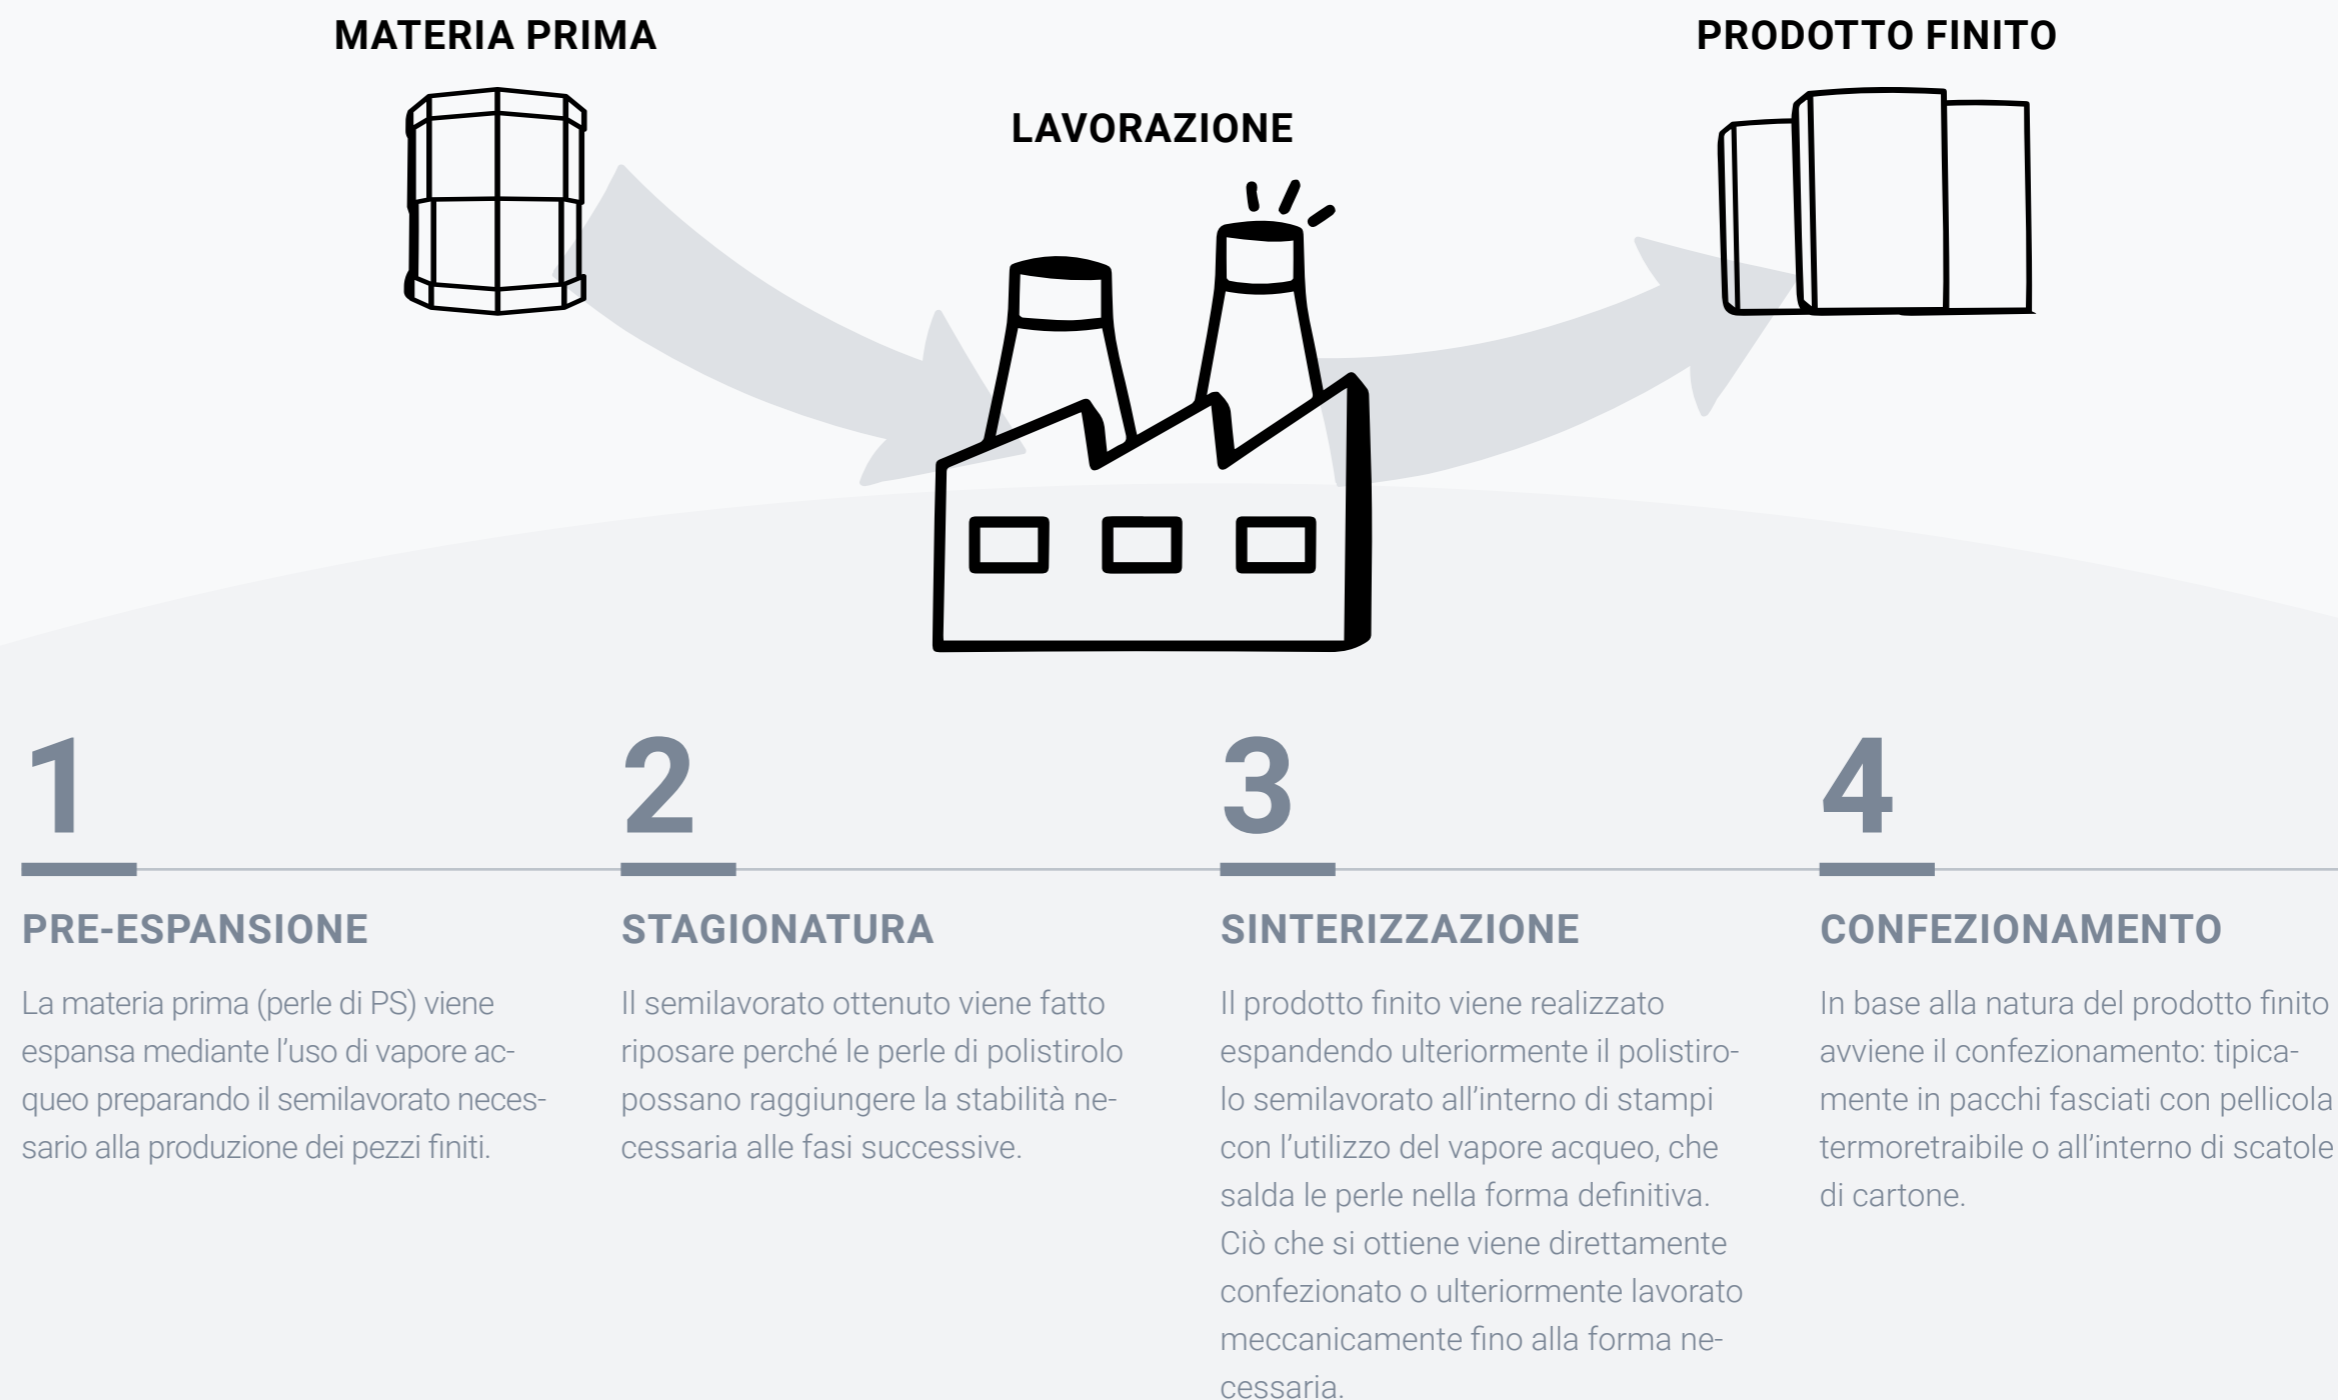 MATERIA PRIMA
LAVORAZIONE
PRODOTTO FINITO
1
PRE-ESPANSIONE
La materia prima (perle di PS) viene
espansa mediante l’uso di vapore ac-
queo preparando il semilavorato neces-
sario alla produzione dei pezzi finiti.
2
STAGIONATURA
Il semilavorato ottenuto viene fatto
riposare perché le perle di polistirolo
possano raggiungere la stabilità ne-
cessaria alle fasi successive.
3
SINTERIZZAZIONE
Il prodotto finito viene realizzato
espandendo ulteriormente il polistiro-
lo semilavorato all’interno di stampi
con l’utilizzo del vapore acqueo, che
salda le perle nella forma definitiva.
Ciò che si ottiene viene direttamente
confezionato o ulteriormente lavorato
meccanicamente fino alla forma ne-
cessaria.
4
CONFEZIONAMENTO
In base alla natura del prodotto finito
avviene il confezionamento: tipica-
mente in pacchi fasciati con pellicola
termoretraibile o all’interno di scatole
di cartone.